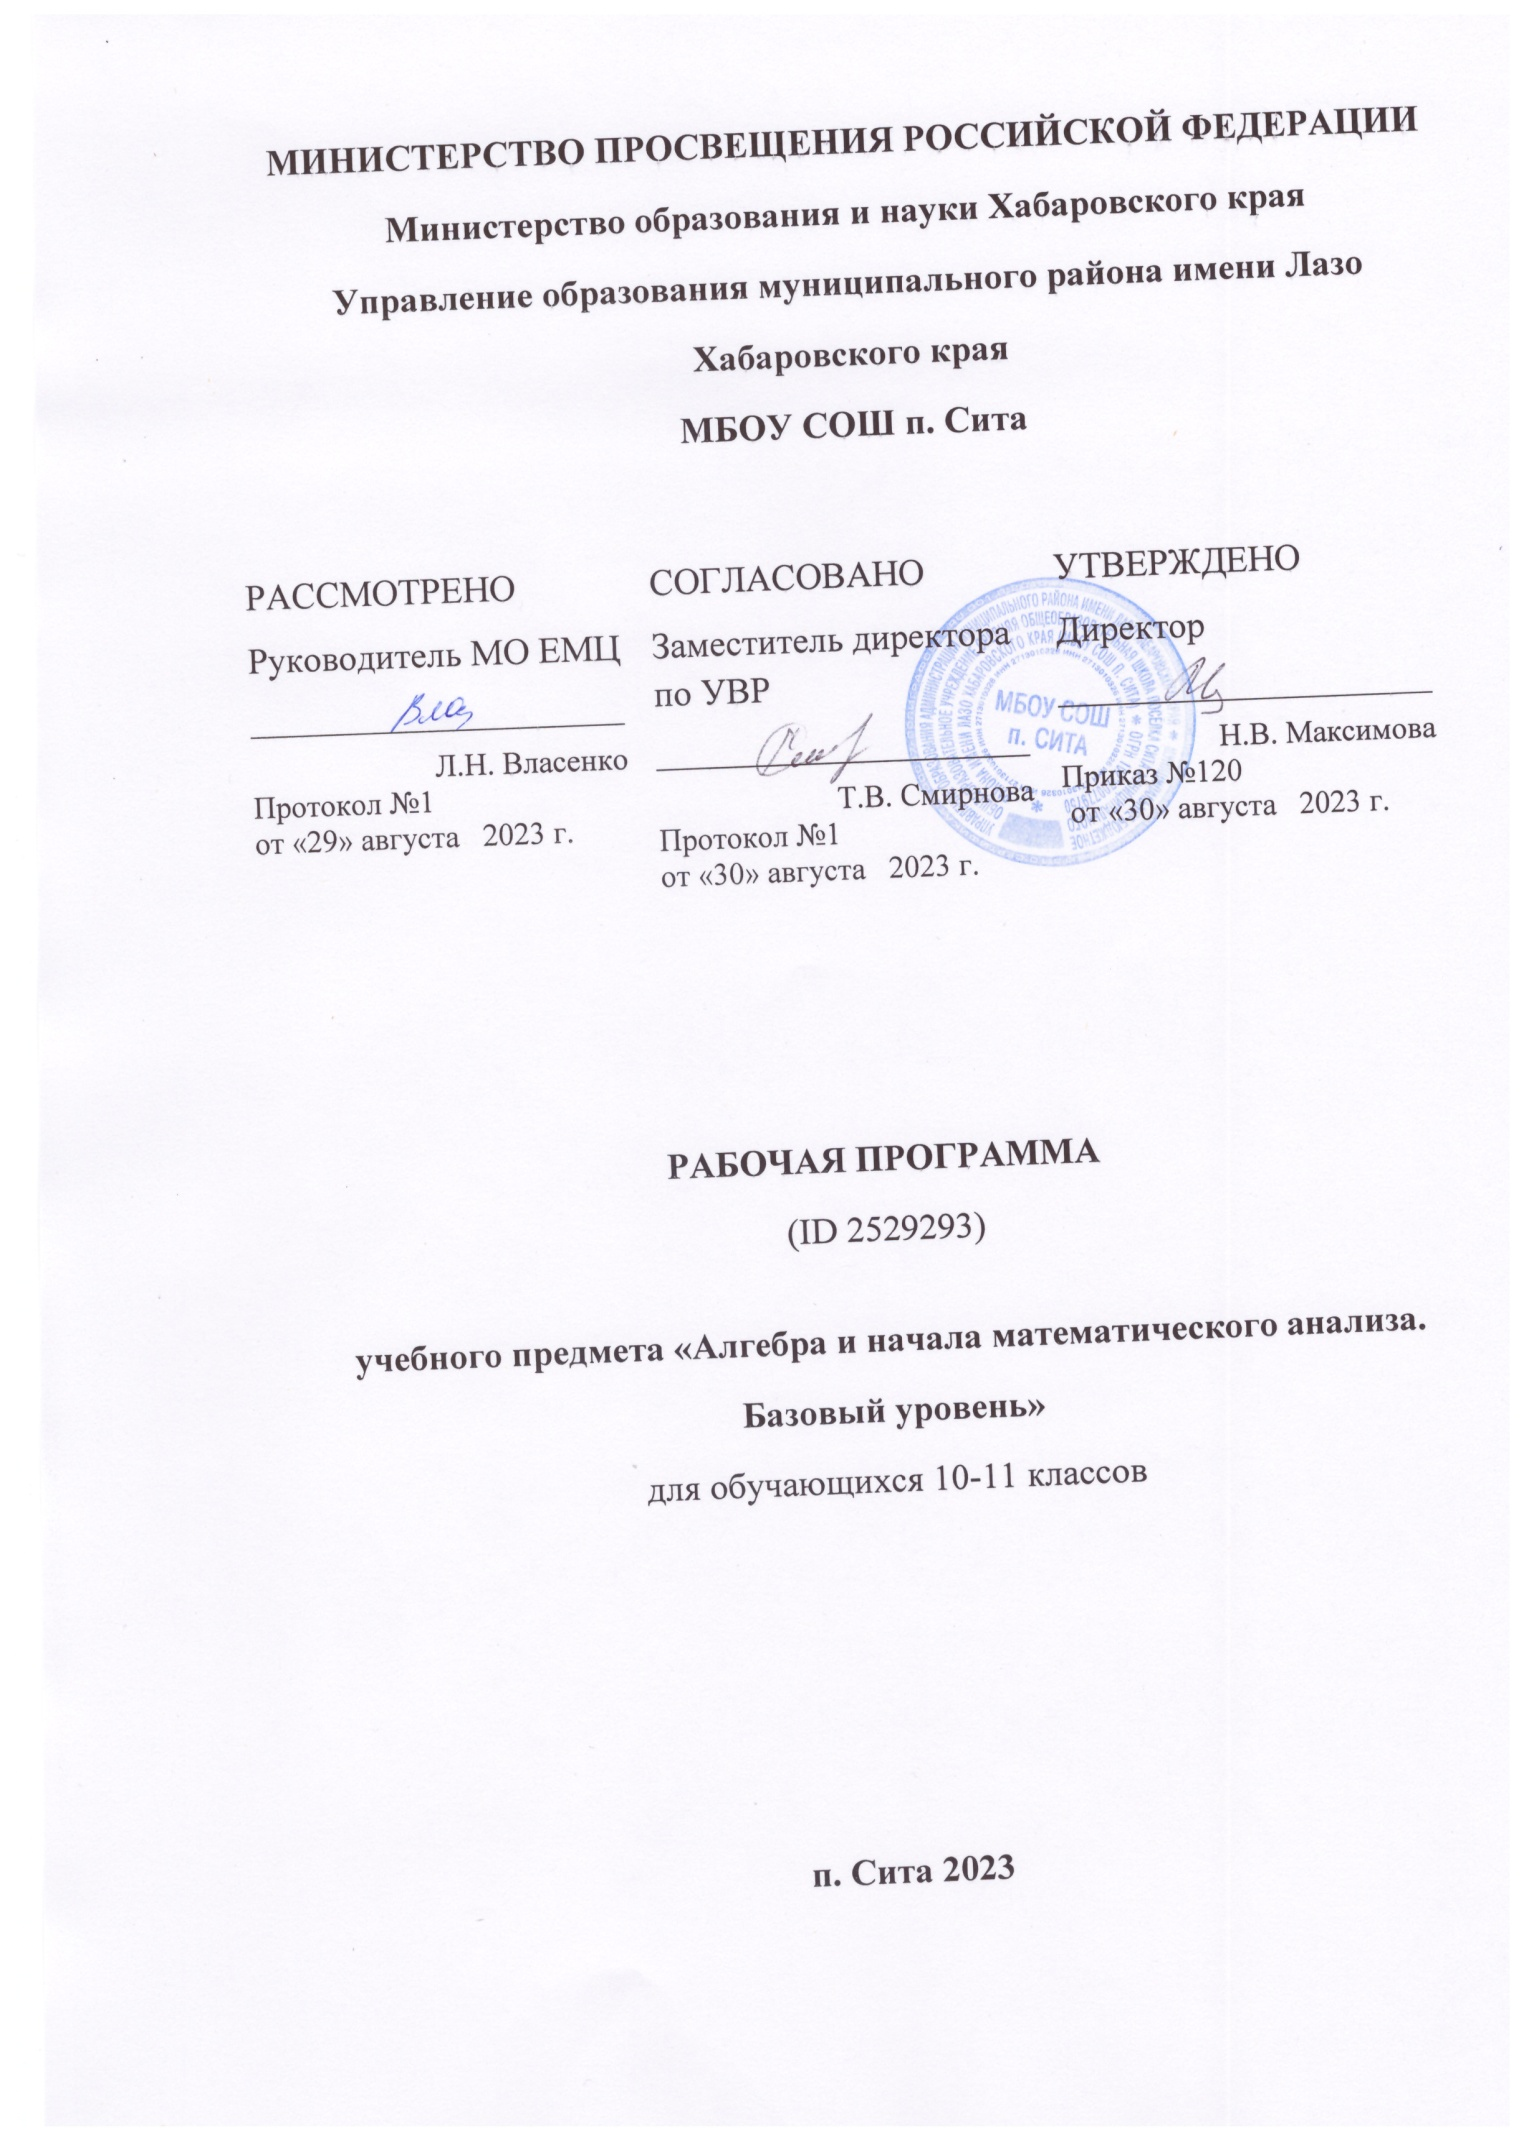 МИНИСТЕРСТВО ПРОСВЕЩЕНИЯ РОССИЙСКОЙ ФЕДЕРАЦИИ
Министерство образования и науки Хабаровского края
Управление образования муниципального района имени Лазо
Хабаровского края
МБОУ СОШ п. Сита
РАССМОТРЕНО
Руководитель МО ЕМЦ
Л.Н. Власенко
Протокол №1
от «29» августа 2023 г.
СОГЛАСОВАНО
Заместитель директора
по УВР
Т.В. Смирнова
Протокол №1
от «30» августа 2023 г.
УТВЕРЖДЕНО
Директор
Н.В. Максимова
Приказ №120
от «30» августа 2023 г.
МБОУ СОШ
п. СИТА
РАБОЧАЯ ПРОГРАММА
(ID 2529293)
учебного предмета «Алгебра и начала математического анализа.
Базовый уровень»
для обучающихся 10-11 классов
п. Сита 2023